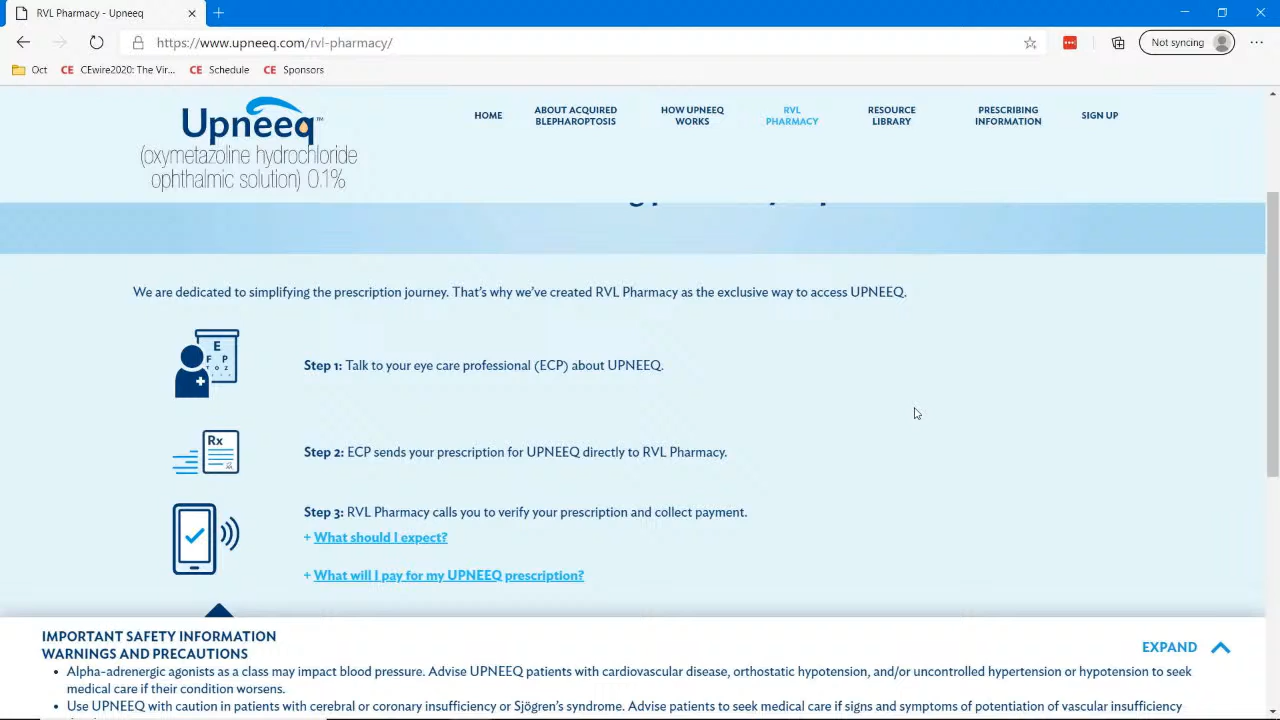 RVL Pharmacy - UPNEEQ
https://www.upneeq.com/rvl-pharmacy/
Not syncing
Oct
CE CEwire2020: The Vir...
CE Schedule
CE Sponsors
Upneeq™
(oxymetazoline hydrochloride
ophthalmic solution) 0.1%
HOME
ABOUT ACQUIRED
BLEPHAROPTOSIS
HOW UPNEEQ
WORKS
RVL
PHARMACY
RESOURCE
LIBRARY
PRESCRIBING
INFORMATION
SIGN UP
We are dedicated to simplifying the prescription journey. That's why we've created RVL Pharmacy as the exclusive way to access UPNEEQ.
E
F P
T O Z
Step 1: Talk to your eye care professional (ECP) about UPNEEQ.
Rx
Step 2: ECP sends your prescription for UPNEEQ directly to RVL Pharmacy.
Step 3: RVL Pharmacy calls you to verify your prescription and collect payment.
+ What should I expect?
+ What will I pay for my UPNEEQ prescription?
IMPORTANT SAFETY INFORMATION
WARNINGS AND PRECAUTIONS
EXPAND
• Alpha-adrenergic agonists as a class may impact blood pressure. Advise UPNEEQ patients with cardiovascular disease, orthostatic hypotension, and/or uncontrolled hypertension or hypotension to seek
medical care if their condition worsens.
• Use UPNEEQ with caution in patients with cerebral or coronary insufficiency or Sjögren's syndrome. Advise patients to seek medical care if signs and symptoms of potentiation of vascular insufficiency